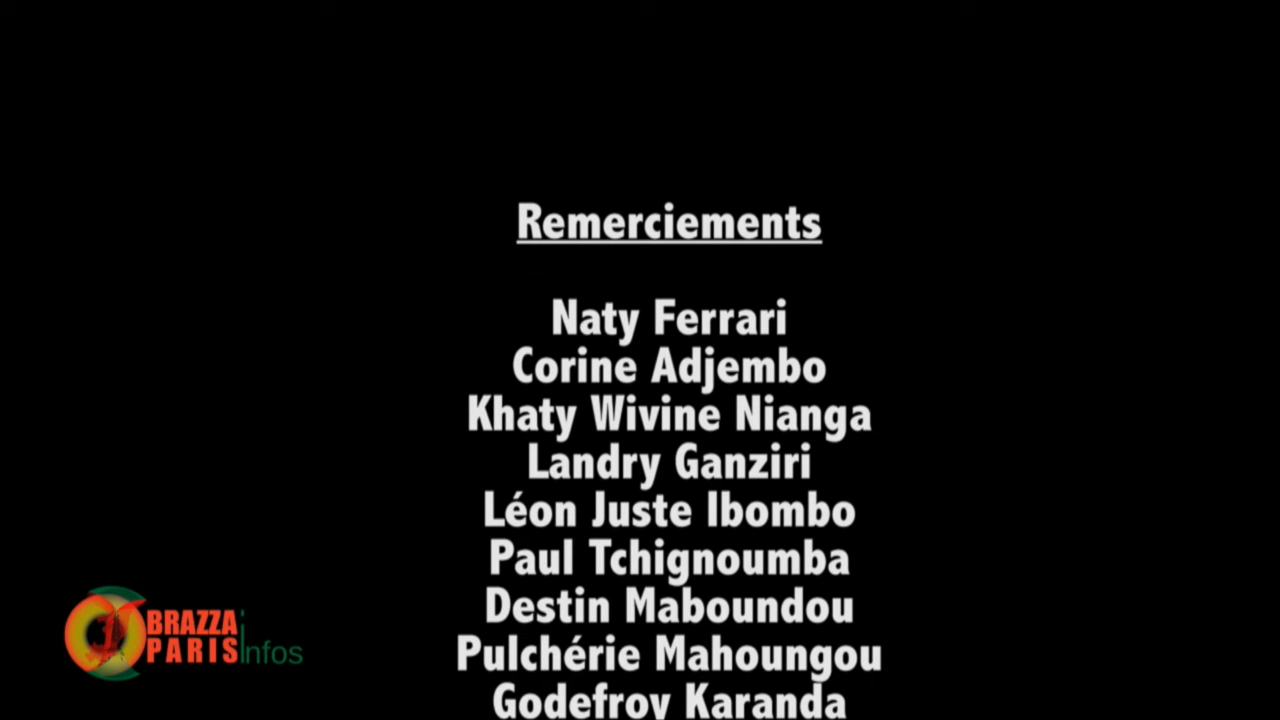 Remerciements
Naty Ferrari
Corine Adjembo
Khaty Wivine Nianga
Landry Ganziri
Léon Juste Ibombo
Paul Tchignoumba
Destin Maboundou
Pulchérie Mahoungou
Godefroy Karanda
BRAZZA
PARIS Infos